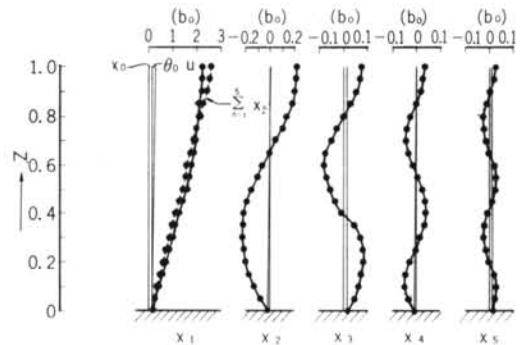 (b₀) (b₀) (b₀) (b₀) (b₀)
0 1 2 3 -0.2 0 0.2 -0.1 0 0.1 -0.1 0 0.1 -0.1 0 0.1
x₀ θ₀ u
1.0
0.8
0.6
0.4
0.2
0
Z
x₁ x₂ x₃ x₄ x₅